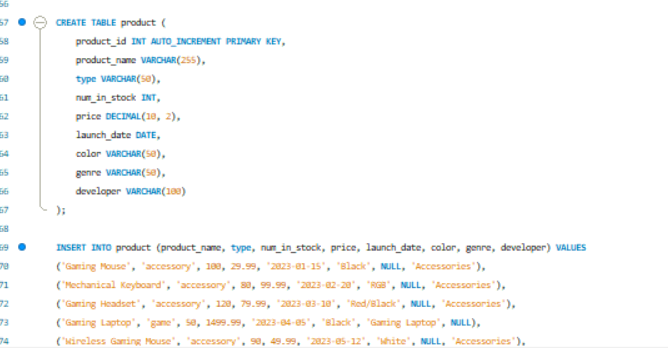 56
57 CREATE TABLE product (
58 product_id INT AUTO_INCREMENT PRIMARY KEY,
59 product_name VARCHAR(255),
60 type VARCHAR(50),
61 num_in_stock INT,
62 price DECIMAL(10, 2),
63 launch_date DATE,
64 color VARCHAR(50),
65 genre VARCHAR(50),
66 developer VARCHAR(100)
67 );
68
69 INSERT INTO product (product_name, type, num_in_stock, price, launch_date, color, genre, developer) VALUES
70 ('Gaming Mouse', 'accessory', 100, 29.99, '2023-01-15', 'Black', NULL, 'Accessories'),
71 ('Mechanical Keyboard', 'accessory', 80, 99.99, '2023-02-20', 'RGB', NULL, 'Accessories'),
72 ('Gaming Headset', 'accessory', 120, 79.99, '2023-03-10', 'Red/Black', NULL, 'Accessories'),
73 ('Gaming Laptop', 'game', 50, 1499.99, '2023-04-05', 'Black', 'Gaming Laptop', NULL),
74 ('Wireless Gaming Mouse', 'accessory', 90, 49.99, '2023-05-12', 'White', NULL, 'Accessories'),